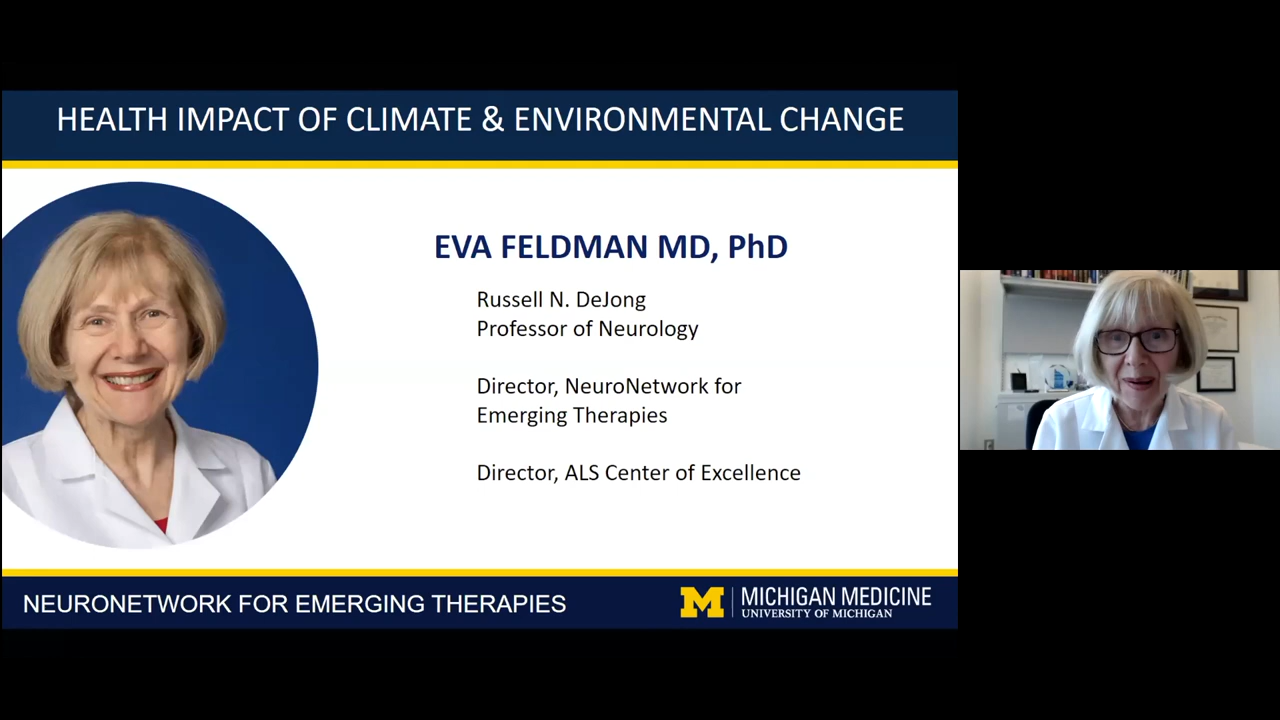 HEALTH IMPACT OF CLIMATE & ENVIRONMENTAL CHANGE
EVA FELDMAN MD, PhD
Russell N. DeJong
Professor of Neurology
Director, NeuroNetwork for
Emerging Therapies
Director, ALS Center of Excellence
NEURONETWORK FOR EMERGING THERAPIES
M
MICHIGAN MEDICINE
UNIVERSITY OF MICHIGAN